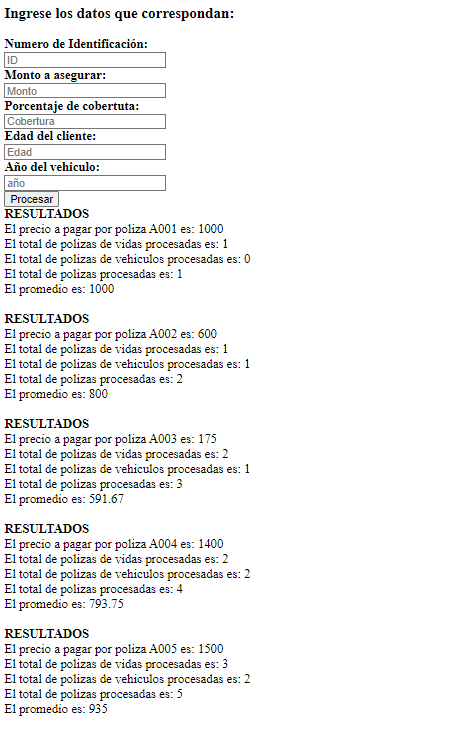 Ingrese los datos que correspondan:
Numero de Identificación:
ID
Monto a asegurar:
Monto
Porcentaje de cobertuta:
Cobertura
Edad del cliente:
Edad
Año del vehiculo:
año
Procesar
RESULTADOS
El precio a pagar por poliza A001 es: 1000
El total de polizas de vidas procesadas es: 1
El total de polizas de vehiculos procesadas es: 0
El total de polizas procesadas es: 1
El promedio es: 1000
RESULTADOS
El precio a pagar por poliza A002 es: 600
El total de polizas de vidas procesadas es: 1
El total de polizas de vehiculos procesadas es: 1
El total de polizas procesadas es: 2
El promedio es: 800
RESULTADOS
El precio a pagar por poliza A003 es: 175
El total de polizas de vidas procesadas es: 2
El total de polizas de vehiculos procesadas es: 1
El total de polizas procesadas es: 3
El promedio es: 591.67
RESULTADOS
El precio a pagar por poliza A004 es: 1400
El total de polizas de vidas procesadas es: 2
El total de polizas de vehiculos procesadas es: 2
El total de polizas procesadas es: 4
El promedio es: 793.75
RESULTADOS
El precio a pagar por poliza A005 es: 1500
El total de polizas de vidas procesadas es: 3
El total de polizas de vehiculos procesadas es: 2
El total de polizas procesadas es: 5
El promedio es: 935